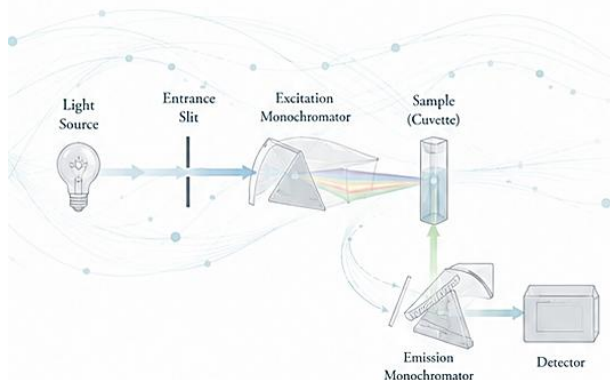 Light
Source
Entrance
Slit
Excitation
Monochromator
Sample
(Cuvette)
Emission
Monochromator
Detector